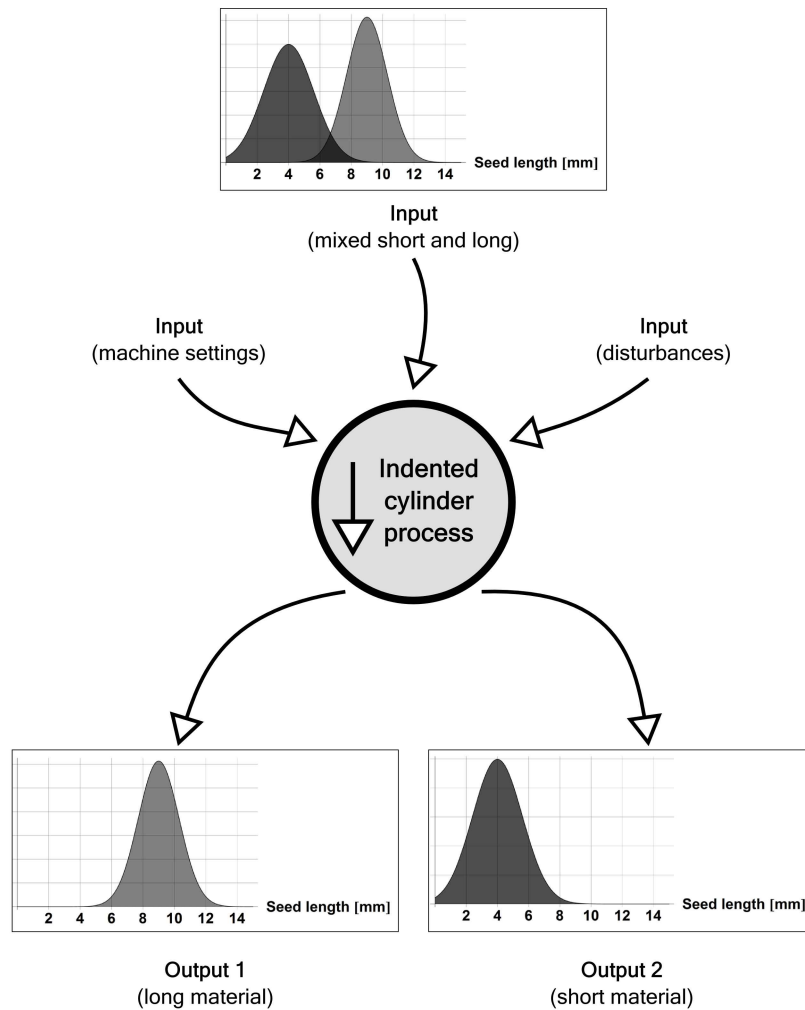 2 4 6 8 10 12 14
Seed length [mm]
Input
(mixed short and long)
Input
(machine settings)
Input
(disturbances)
Indented
cylinder
process
2 4 6 8 10 12 14
Seed length [mm]
Output 1
(long material)
2 4 6 8 10 12 14
Seed length [mm]
Output 2
(short material)